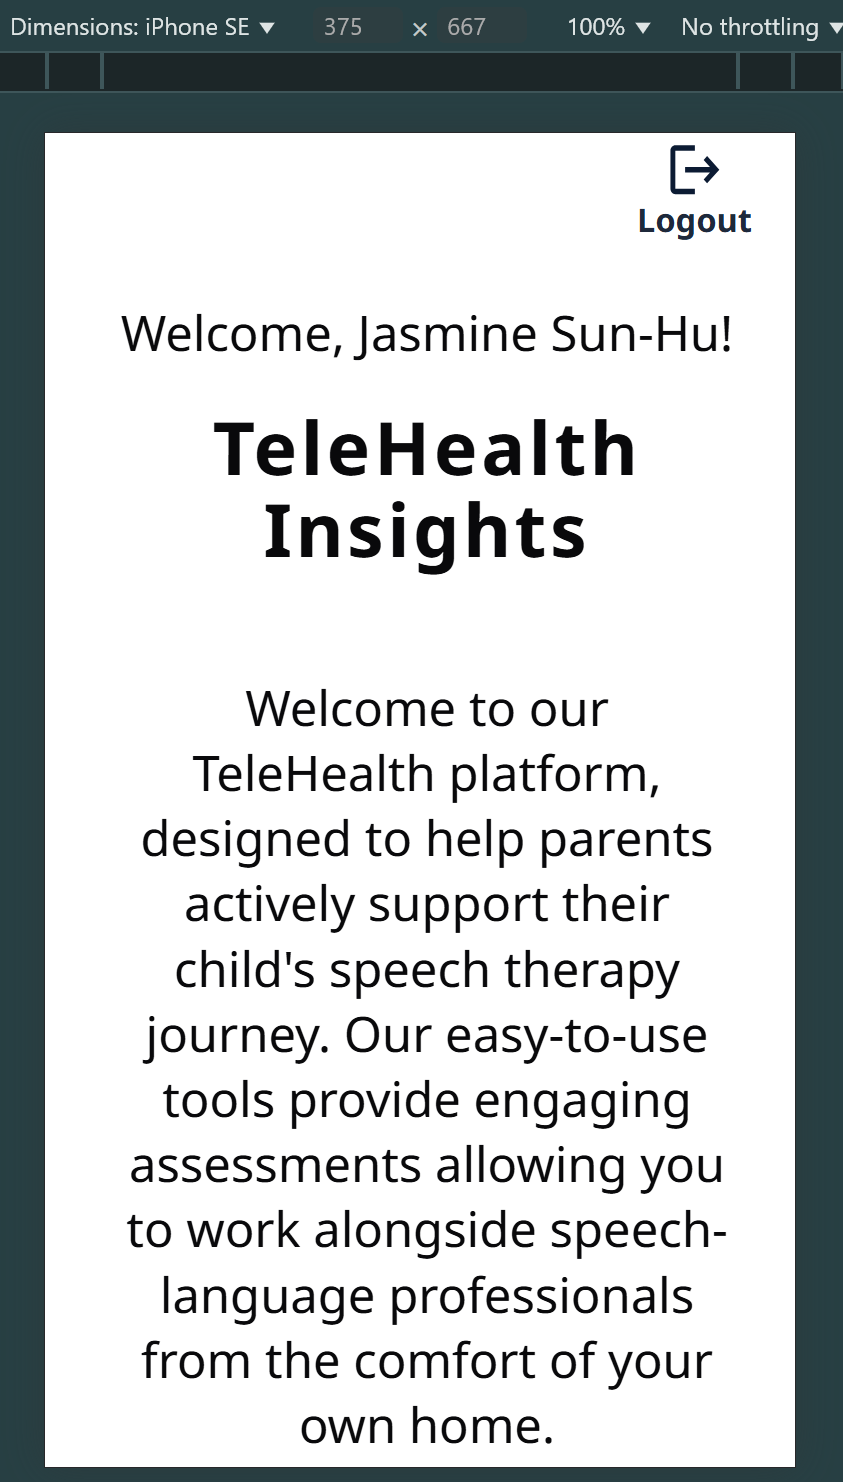 Dimensions: iPhone SE ▼ 375 × 667 100% ▼ No throttling ▼
Logout
Welcome, Jasmine Sun-Hu!
TeleHealth
Insights
Welcome to our
TeleHealth platform,
designed to help parents
actively support their
child's speech therapy
journey. Our easy-to-use
tools provide engaging
assessments allowing you
to work alongside speech-
language professionals
from the comfort of your
own home.